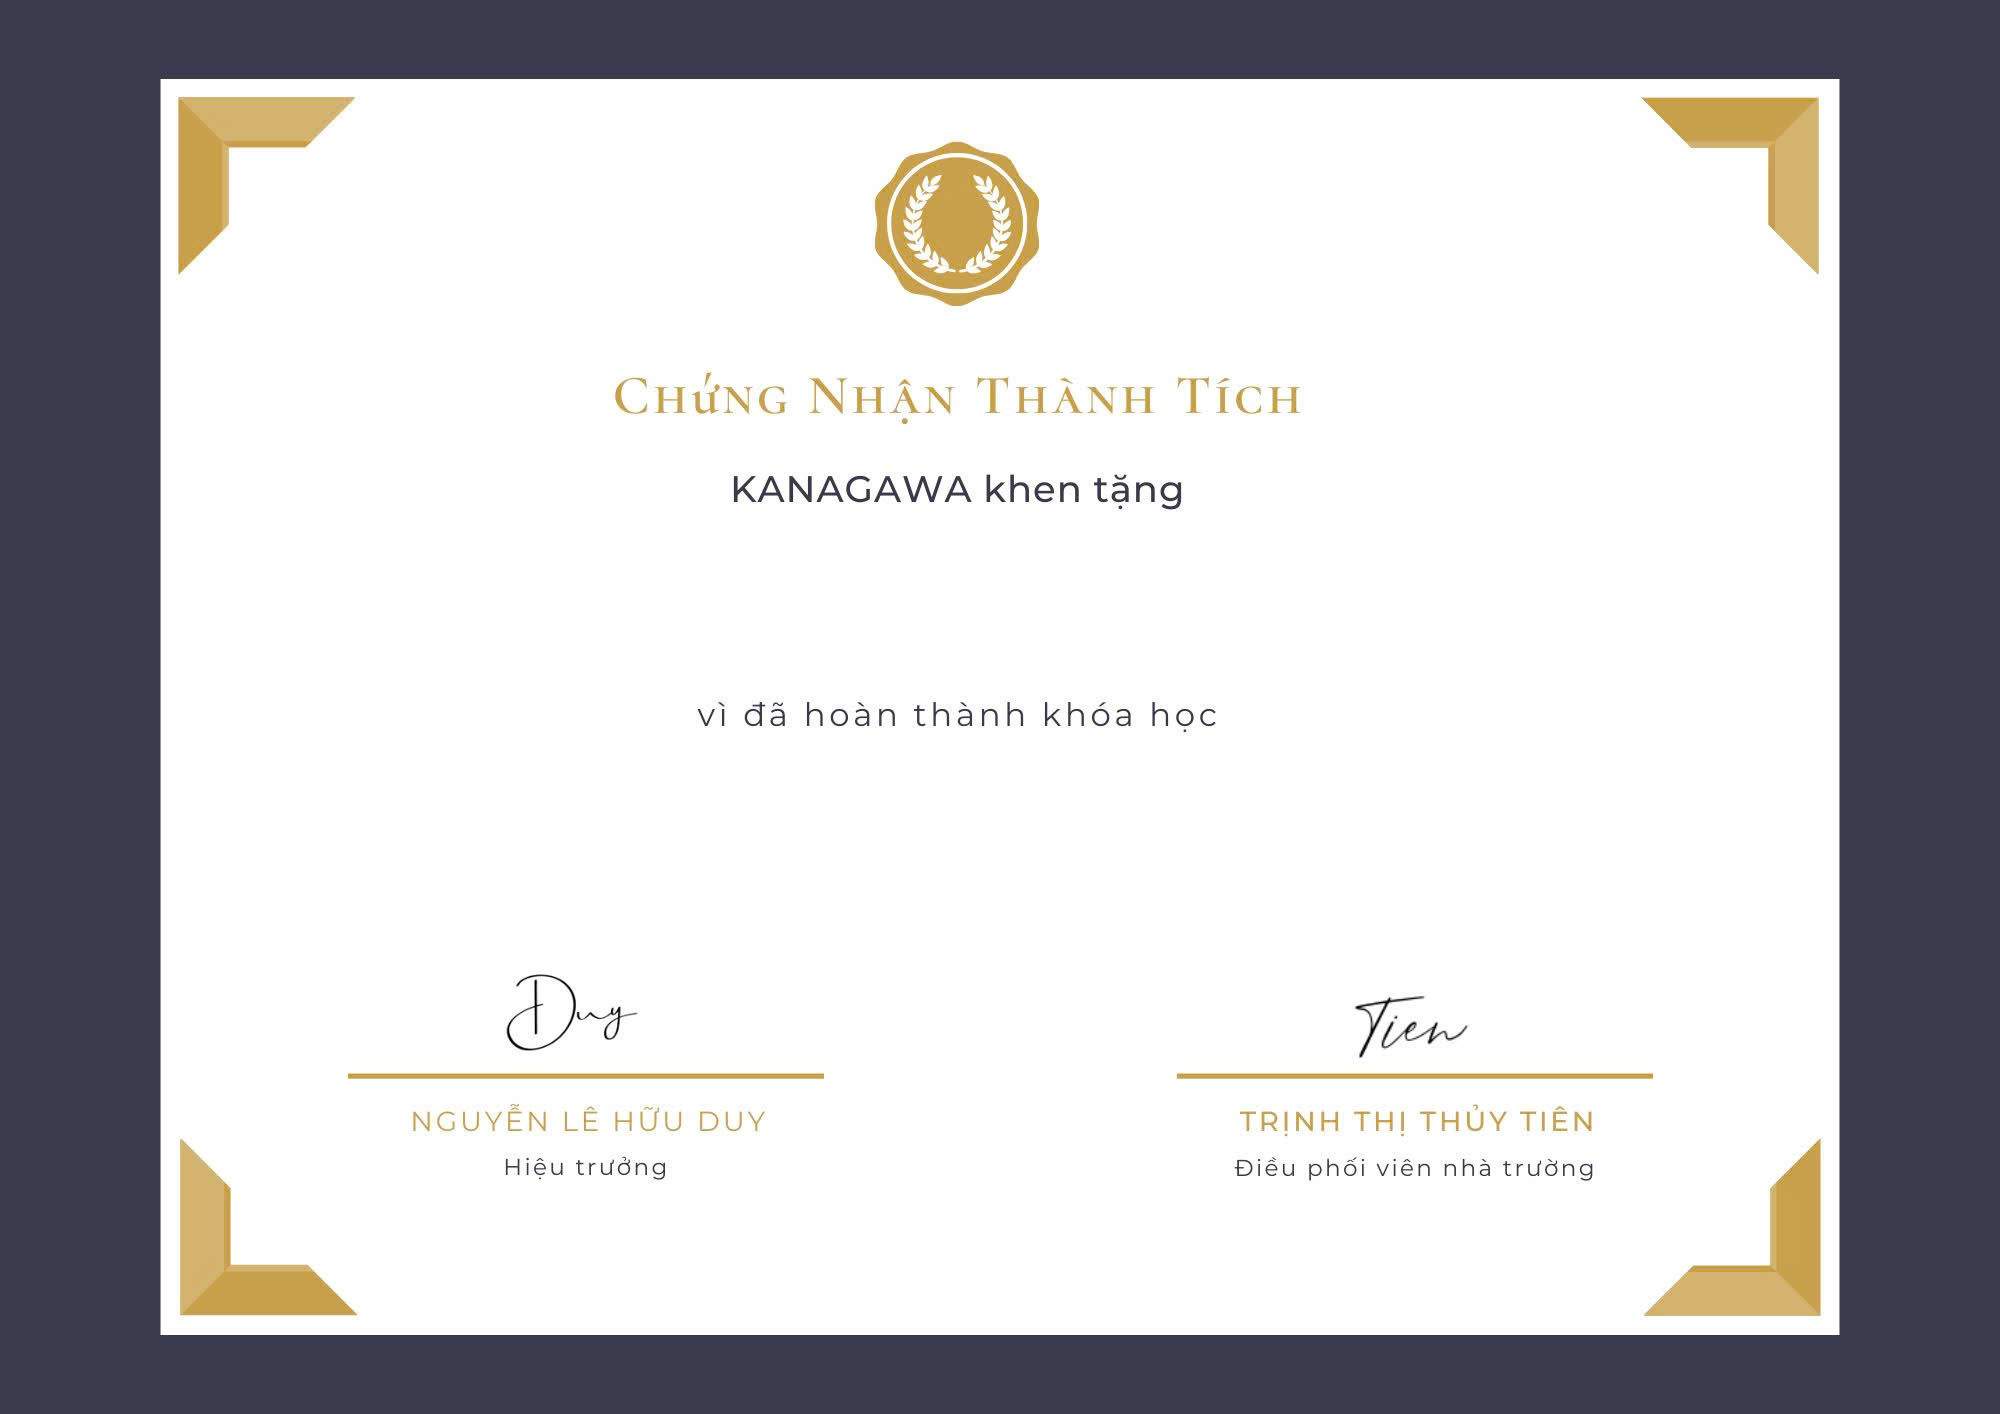 Chứng Nhận Thành Tích
KANAGAWA khen tặng
vì đã hoàn thành khóa học
Duy
Tien
NGUYỄN LÊ HỮU DUY
TRỊNH THỊ THỦY TIÊN
Hiệu trưởng
Điều phối viên nhà trường